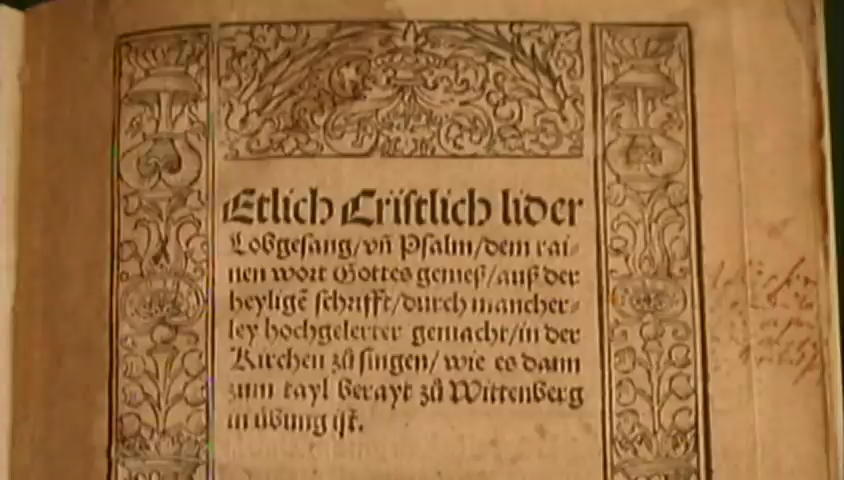 Etlich Cristlich lider
Lobgesang/vñ Psalm/dem rai⸗
nen wort Gottes gemeß/auß der
heyligē schrifft/durch mancher⸗
ley hochgelerter gemacht/in der
Kirchen zů singen/wie es dann
zum tayl berayt zů Wittenberg
in übung ist.